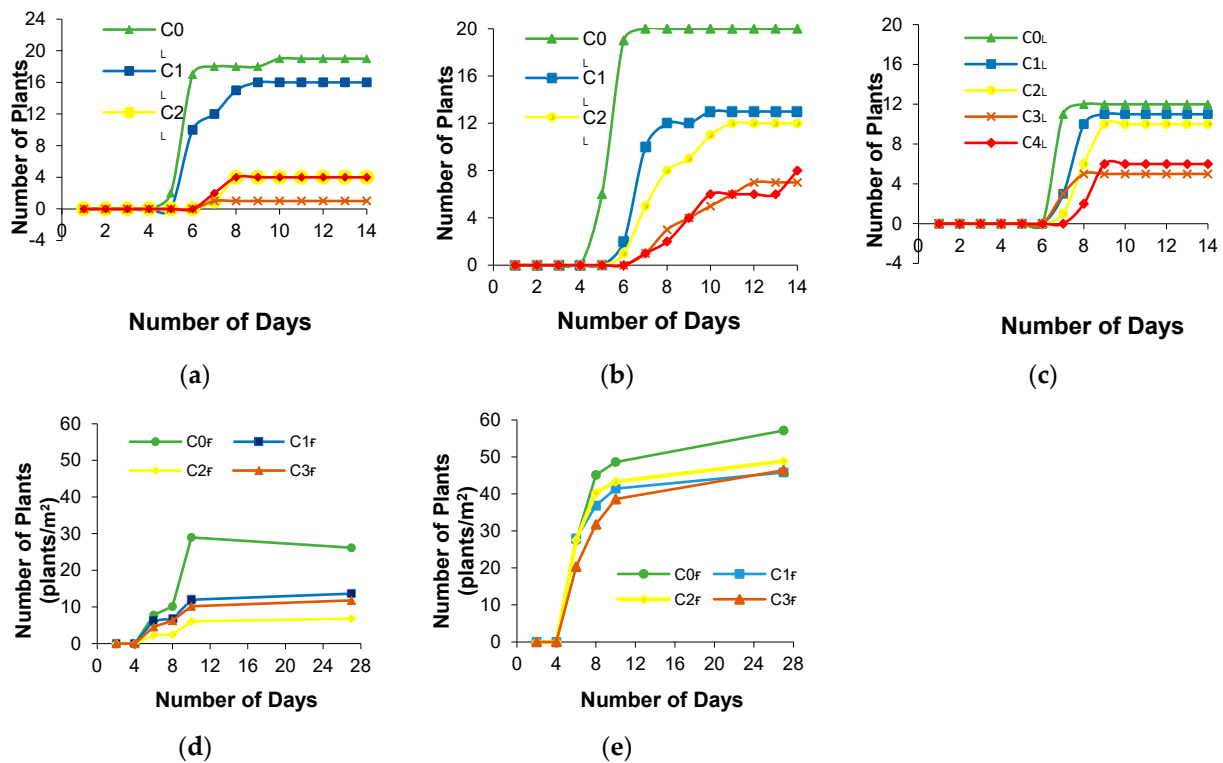 24
20
16
12
8
4
0
-4
Number of Plants
C0
L
C1
L
C2
L
0 2 4 6 8 10 12 14
Number of Days
(a)
20
16
12
8
4
0
Number of Plants
C0
L
C1
L
C2
L
0 2 4 6 8 10 12 14
Number of Days
(b)
20
16
12
8
4
0
-4
Number of Plants
C0L
C1L
C2L
C3L
C4L
0 2 4 6 8 10 12 14
Number of Days
(c)
60
50
40
30
20
10
0
Number of Plants
(plants/m²)
C0F C1F
C2F C3F
0 4 8 12 16 20 24 28
Number of Days
(d)
60
50
40
30
20
10
0
Number of Plants
(plants/m²)
C0F C1F
C2F C3F
0 4 8 12 16 20 24 28
Number of Days
(e)